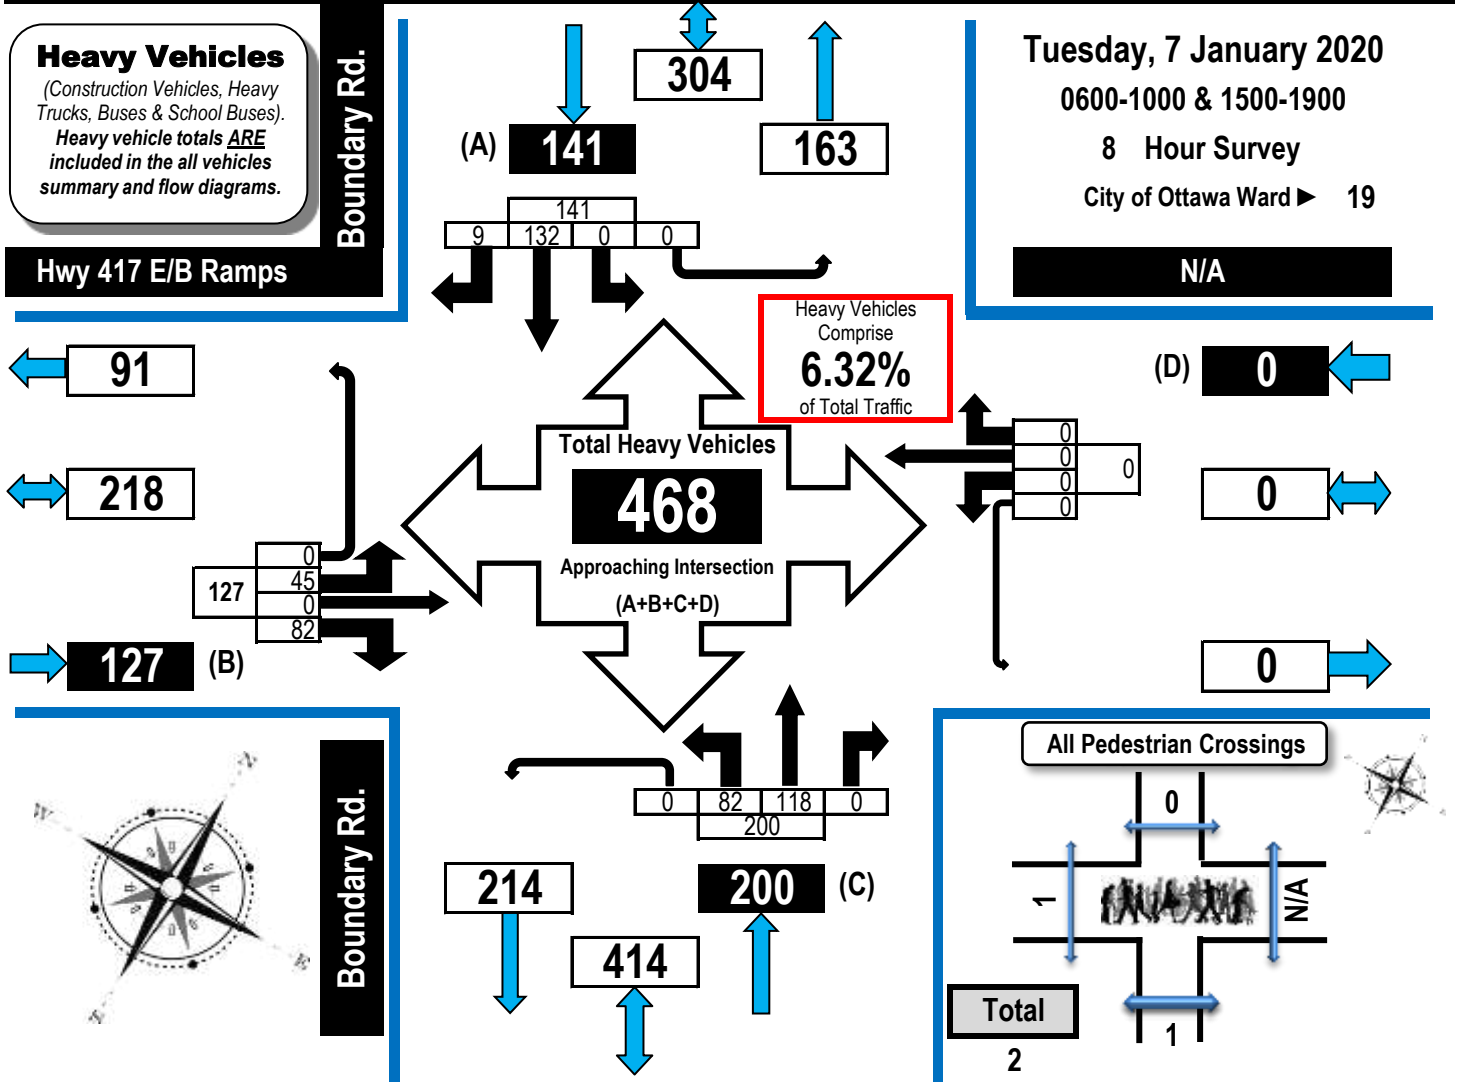 Heavy Vehicles
(Construction Vehicles, Heavy
Trucks, Buses & School Buses).
Heavy vehicle totals ARE
included in the all vehicles
summary and flow diagrams.
Boundary Rd.
Hwy 417 E/B Ramps
304
(A) 141
163
141
9 132 0 0
Tuesday, 7 January 2020
0600-1000 & 1500-1900
8 Hour Survey
City of Ottawa Ward ► 19
N/A
Heavy Vehicles
Comprise
6.32%
of Total Traffic
91
218
0
45
0
82
127
127 (B)
Total Heavy Vehicles
468
Approaching Intersection
(A+B+C+D)
(D) 0
0
0
0
0
0
0
0
0 82 118 0
200
214
200 (C)
414
Boundary Rd.
N
W
E
S
All Pedestrian Crossings
0
1
N/A
1
Total
2